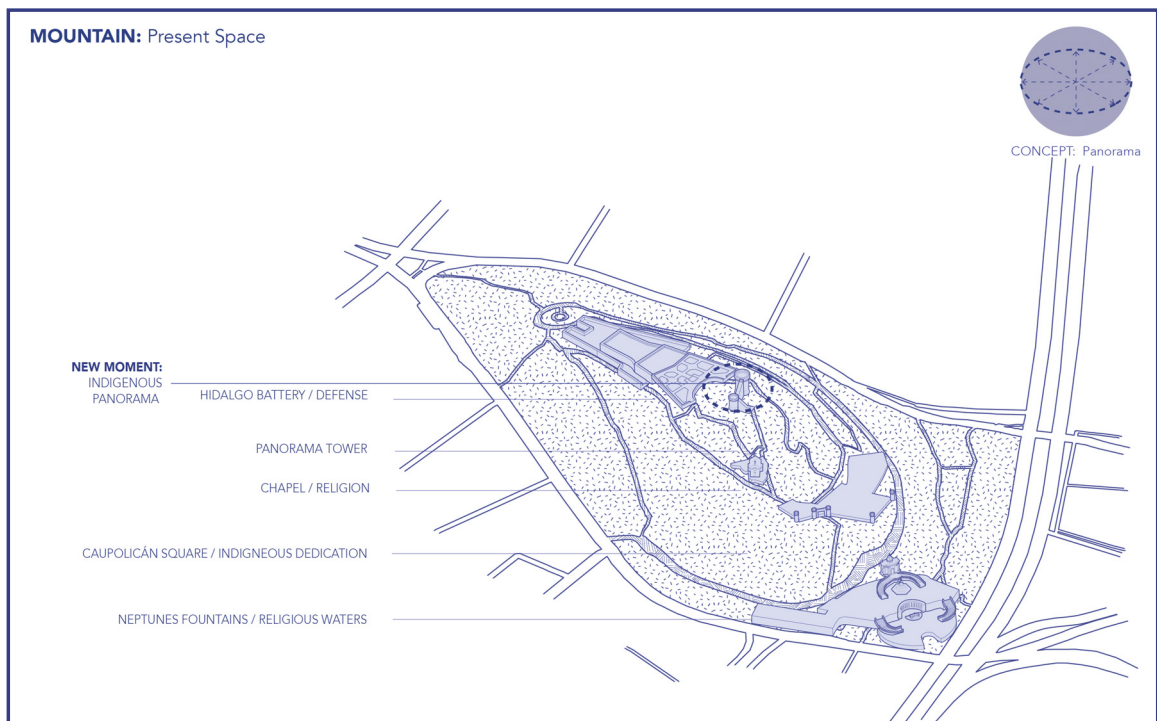 MOUNTAIN: Present Space
CONCEPT: Panorama
NEW MOMENT:
INDIGENOUS
PANORAMA
HIDALGO BATTERY / DEFENSE
PANORAMA TOWER
CHAPEL / RELIGION
CAUPOLICÁN SQUARE / INDIGNEOUS DEDICATION
NEPTUNES FOUNTAINS / RELIGIOUS WATERS